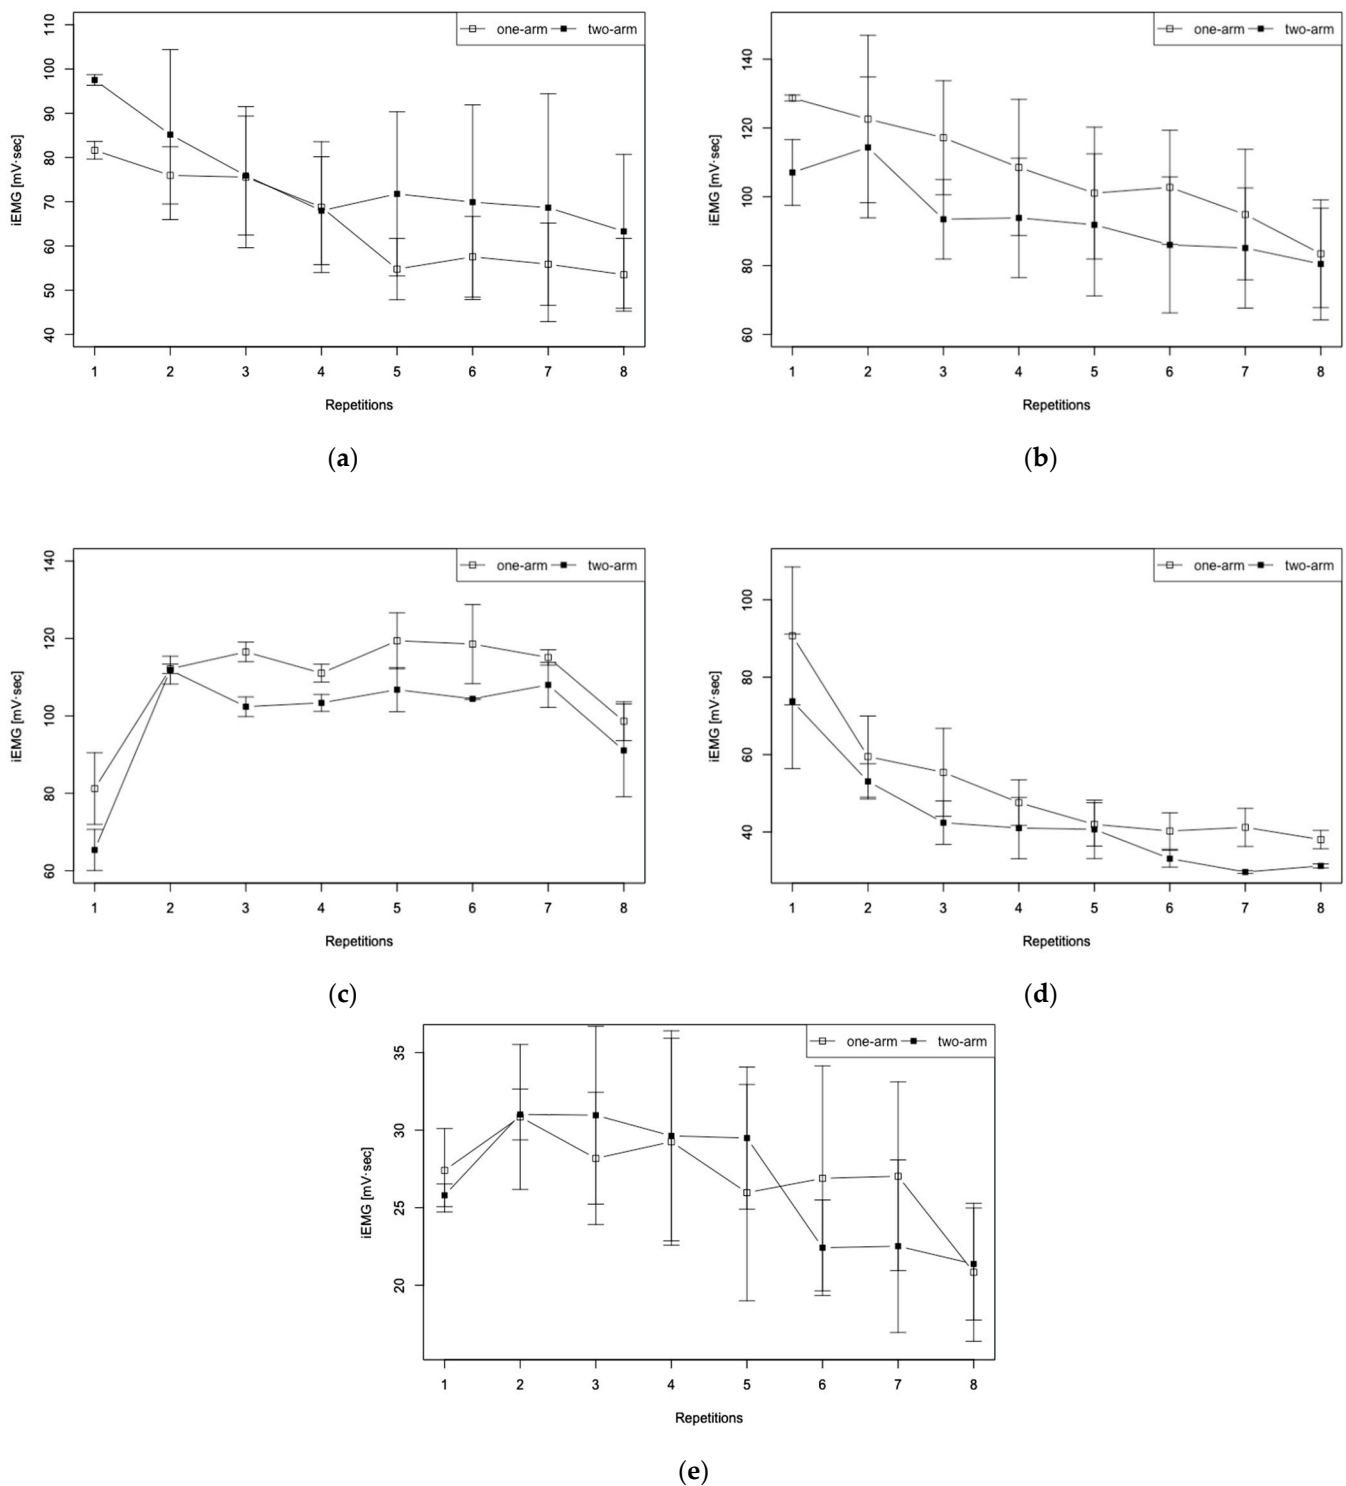 one-arm two-arm
iEMG [mV·sec]
110
100
90
80
70
60
50
40
1 2 3 4 5 6 7 8
Repetitions
(a)
one-arm two-arm
iEMG [mV·sec]
140
120
100
80
60
1 2 3 4 5 6 7 8
Repetitions
(b)
one-arm two-arm
iEMG [mV·sec]
140
120
100
80
60
1 2 3 4 5 6 7 8
Repetitions
(c)
one-arm two-arm
iEMG [mV·sec]
100
80
60
40
1 2 3 4 5 6 7 8
Repetitions
(d)
one-arm two-arm
iEMG [mV·sec]
35
30
25
20
1 2 3 4 5 6 7 8
Repetitions
(e)